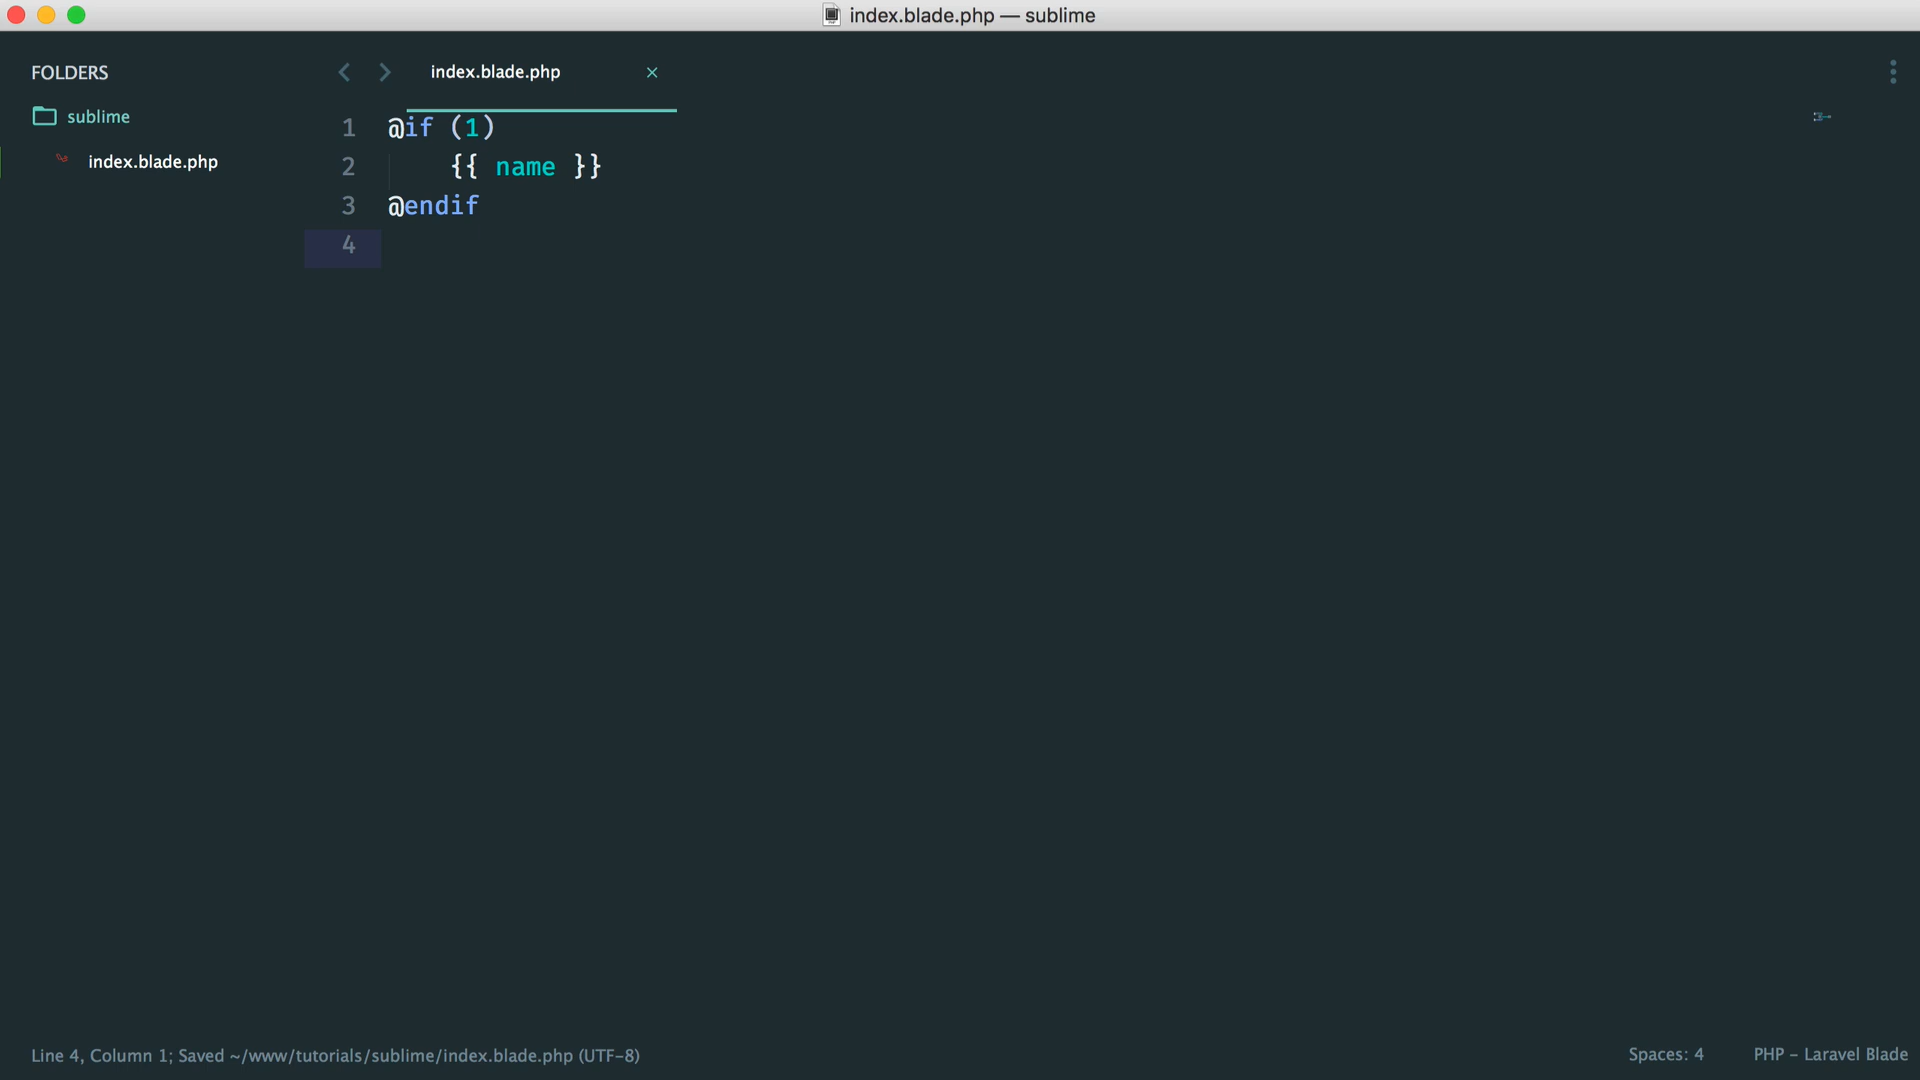 index.blade.php — sublime
FOLDERS
sublime
index.blade.php
index.blade.php
1 @if (1)
2 {{ name }}
3 @endif
4
Line 4, Column 1; Saved ~/www/tutorials/sublime/index.blade.php (UTF-8)
Spaces: 4
PHP – Laravel Blade